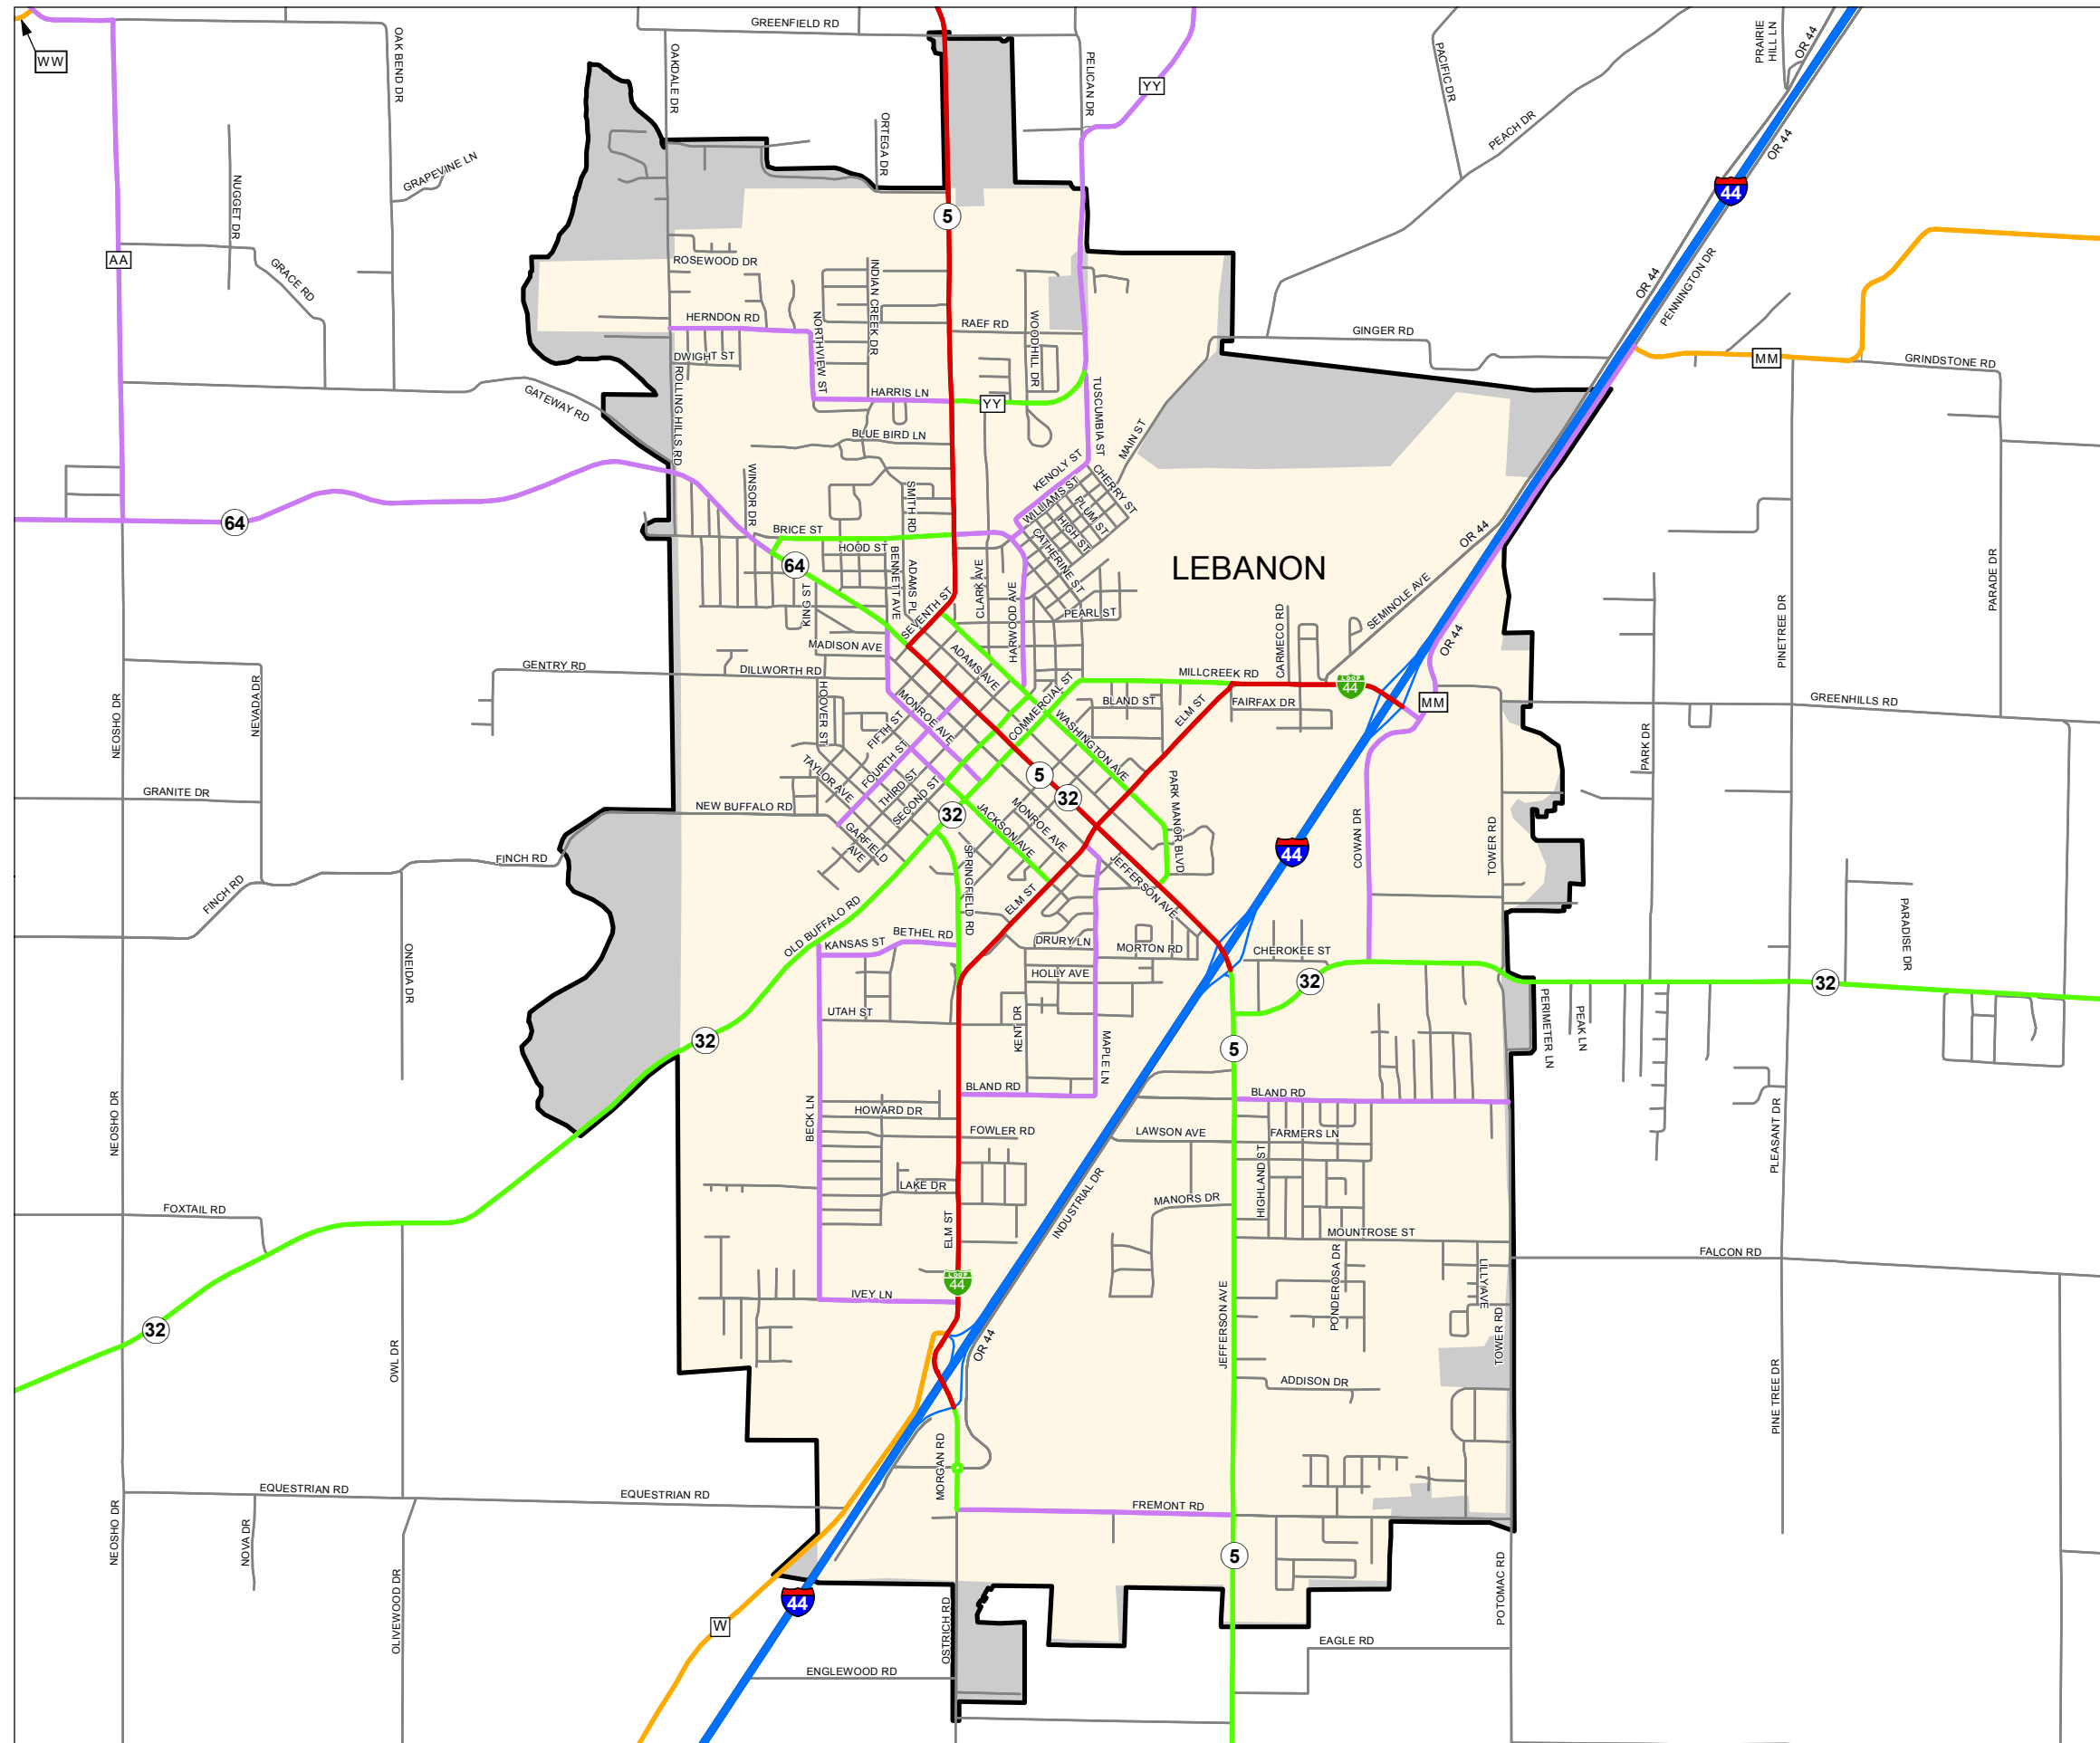 GREENFIELD RD
OAK BEND DR
OAKDALE DR
PELICAN DR
PACIFIC DR
PRAIRIE
HILL LN
OR 44
WW
YY
ORTEGA DR
PEACH DR
OR 44
GRAPEVINE LN
NUGGET DR
44
5
AA
GRACE RD
ROSEWOOD DR
INDIAN CREEK DR
OR 44
PENNINGTON DR
HERNDON RD
NORTHVIEW ST
RAEF RD
WOODHILL DR
GINGER RD
DWIGHT ST
MM
GRINDSTONE RD
GATEWAY RD
ROLLING HILLS RD
HARRIS LN
YY
TUSCUMBIA ST
BLUE BIRD LN
MAIN ST
KENOLY ST
WINSOR DR
SMITH RD
WILLIAMS ST
CHERRY ST
PLUM ST
HIGH ST
CATHERINE ST
64
BRICE ST
HOOD ST
OR 44
64
BENNETT AVE
ADAMS PL
CLARK AVE
HARWOOD AVE
LEBANON
PARADE DR
KING ST
SEVENTH ST
PEARL ST
SEMINOLE AVE
CARMECO RD
PINETREE DR
MADISON AVE
ADAMS AVE
OR 44
GENTRY RD
DILLWORTH RD
MILLCREEK RD
LOOP
44
NEVADA DR
NEOSHO DR
HOOVER ST
MONROE AVE
COMMERCIAL ST
BLAND ST
ELM ST
FAIRFAX DR
MM
GREENHILLS RD
FIFTH ST
FOURTH ST
THIRD ST
SECOND ST
TAYLOR AVE
WASHINGTON AVE
PARK DR
5
32
PARK MANOR BLVD
GRANITE DR
NEW BUFFALO RD
32
GARFIELD
AVE
JACKSON AVE
MONROE AVE
44
COWAN DR
TOWER RD
FINCH RD
FINCH RD
SPRINGFIELD RD
ELM ST
JEFFERSON AVE
PARADISE DR
OLD BUFFALO RD
KANSAS ST
BETHEL RD
DRURY LN
MORTON RD
CHEROKEE ST
HOLLY AVE
32
32
ONEIDA DR
UTAH ST
KENT DR
MAPLE LN
PERIMETER LN
PEAK LN
32
5
BLAND RD
BLAND RD
NEOSHO DR
BECK LN
HOWARD DR
FOWLER RD
LAWSON AVE
FARMERS LN
PLEASANT DR
HIGHLAND ST
LAKE DR
INDUSTRIAL DR
MANORS DR
FOXTAIL RD
ELM ST
MOUNTROSE ST
FALCON RD
PONDEROSA DR
LILLY AVE
LOOP
44
IVEY LN
32
OWL DR
OR 44
JEFFERSON AVE
TOWER RD
ADDISON DR
PINE TREE DR
MORGAN RD
EQUESTRIAN RD
EQUESTRIAN RD
FREMONT RD
NEOSHO DR
NOVA DR
5
OLIVEWOOD DR
44
W
OSTRICH RD
POTOMAC RD
EAGLE RD
ENGLEWOOD RD